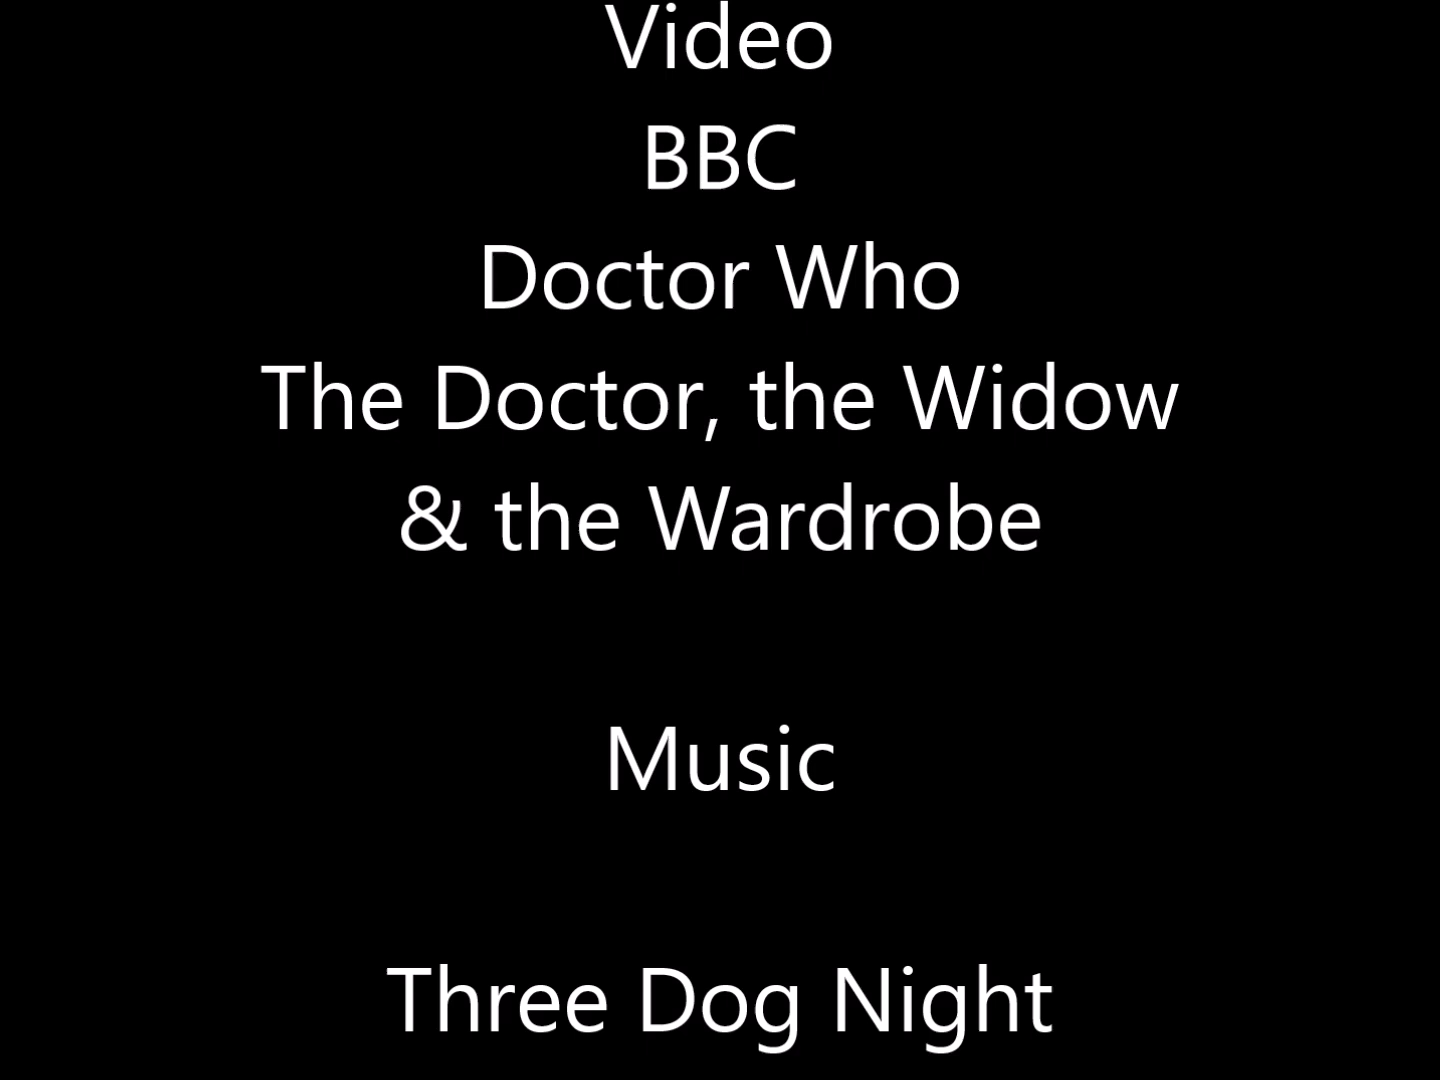 Video
BBC
Doctor Who
The Doctor, the Widow
& the Wardrobe
Music
Three Dog Night